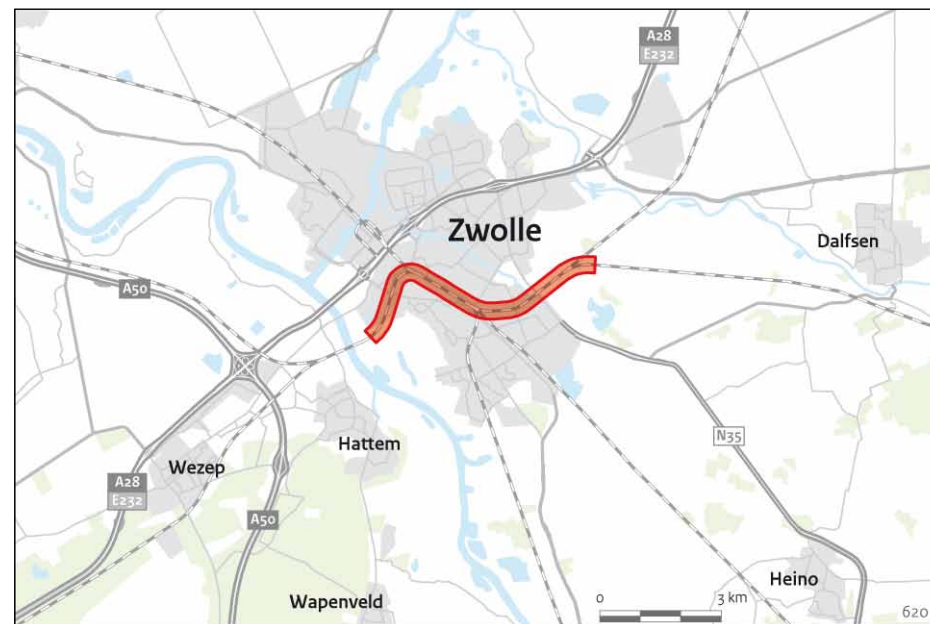 A28
E232
Zwolle
Dalfsen
A50
N35
Hattem
Wezep
A28
E232
A50
Heino
Wapenveld
0 3 km
620